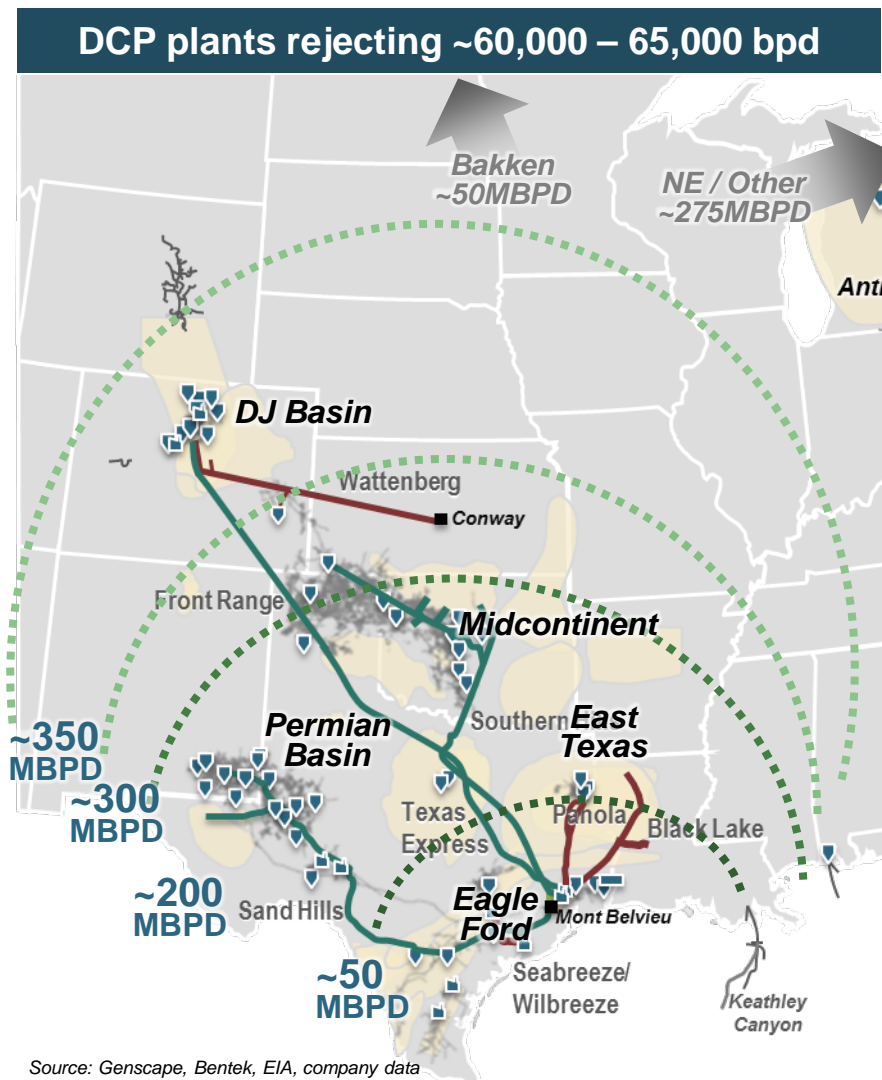 DCP plants rejecting ~60,000 – 65,000 bpd
Bakken
~50MBPD
NE / Other
~275MBPD
Ant
DJ Basin
Wattenberg
Conway
Front Range
Midcontinent
Southern
East
Texas
Permian
Basin
~350
MBPD
~300
MBPD
Texas
Express
Panola
Black Lake
~200
MBPD
Sand Hills
Eagle
Ford
Mont Belvieu
~50
MBPD
Seabreeze/
Wilbreeze
Keathley
Canyon
Source: Genscape, Bentek, EIA, company data